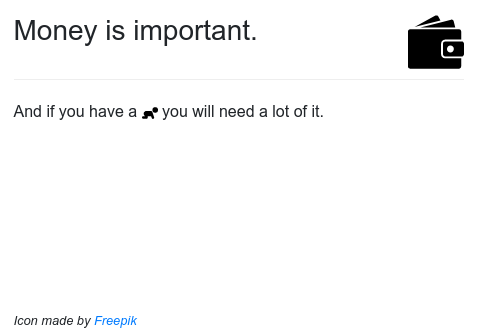 Money is important.
And if you have a you will need a lot of it.
Icon made by Freepik